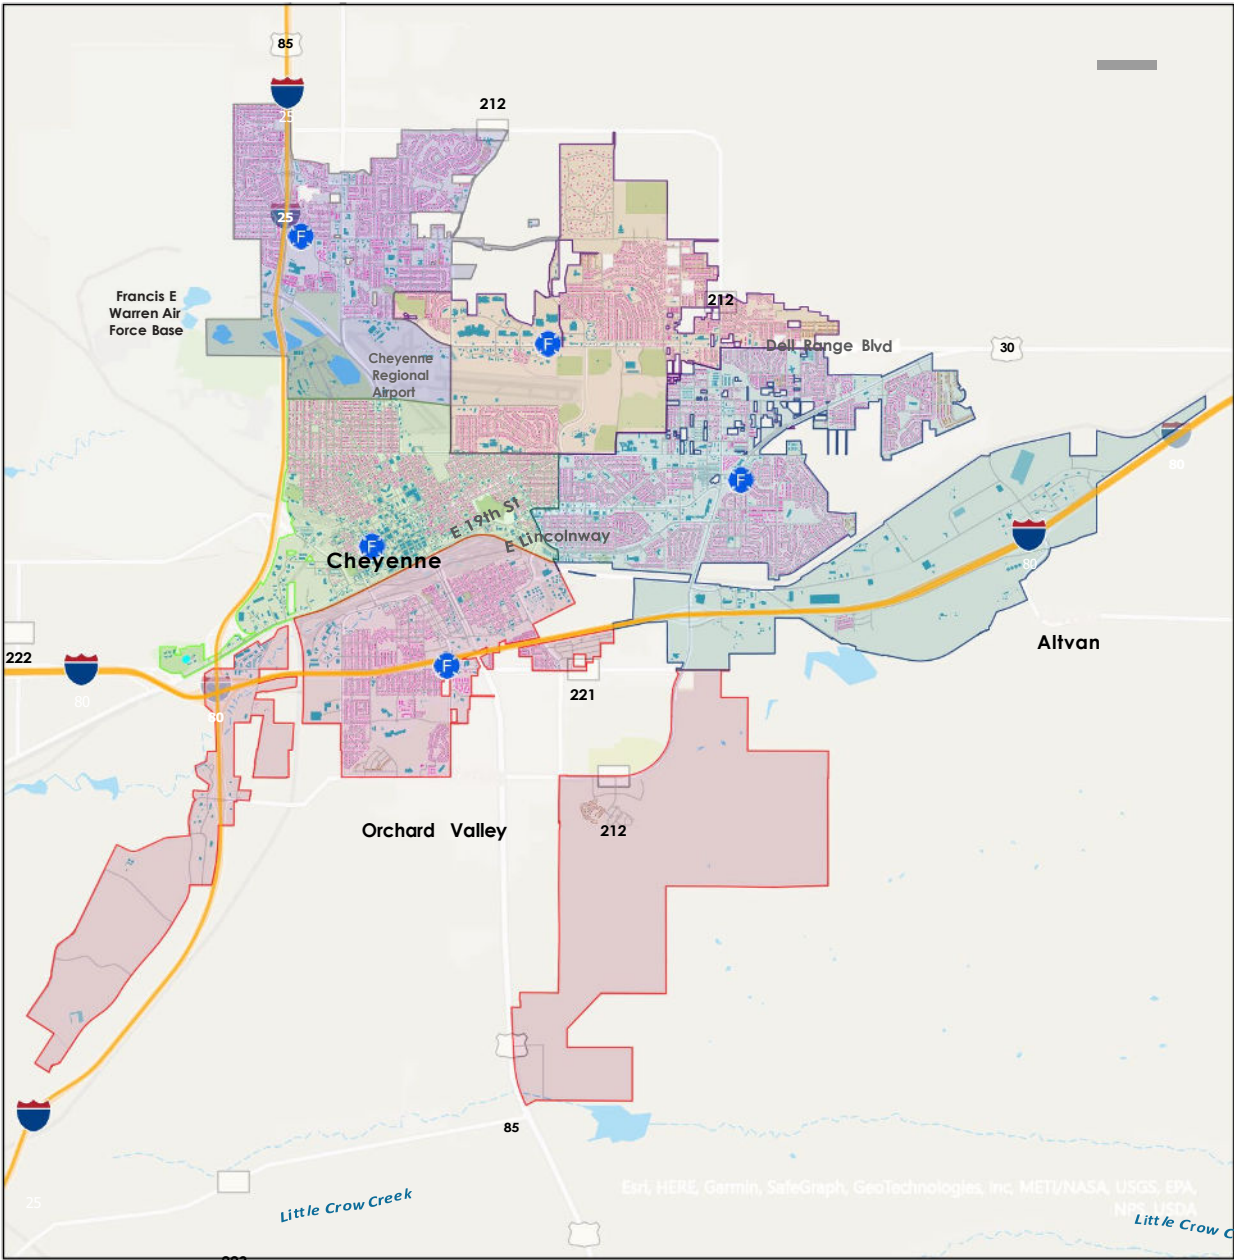 85
25
212
25
F
Francis E
Warren Air
Force Base
212
F
Dell Range Blvd
30
Cheyenne
Regional
Airport
80
F
E 19th St
E Lincolnway
F
Cheyenne
80
222
Altvan
F
80
221
80
Orchard Valley
212
85
Esri, HERE, Garmin, SafeGraph, GeoTechnologies, Inc, METI/NASA, USGS, EPA,
NPS, USDA
25
Little Crow Creek
Little Crow C